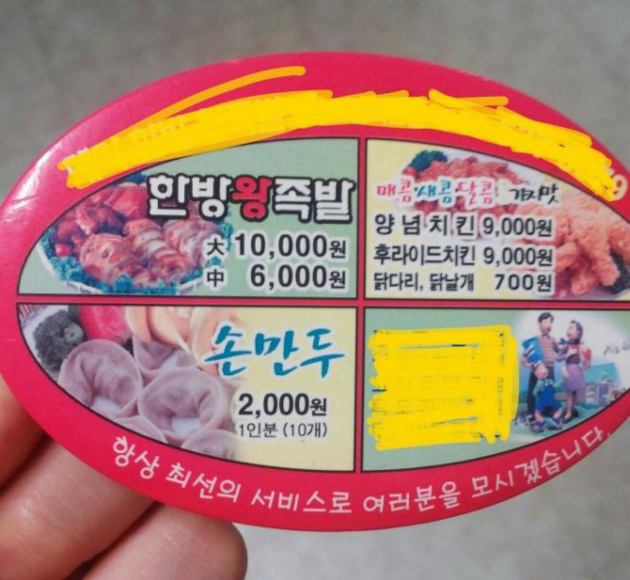 한방왕족발
大 10,000원
中 6,000원
매콤·새콤·달콤 가지맛
양념치킨 9,000원
후라이드치킨 9,000원
닭다리, 닭날개 700원
손만두
2,000원
1인분 (10개)
항상 최선의 서비스로 여러분을 모시겠습니다.